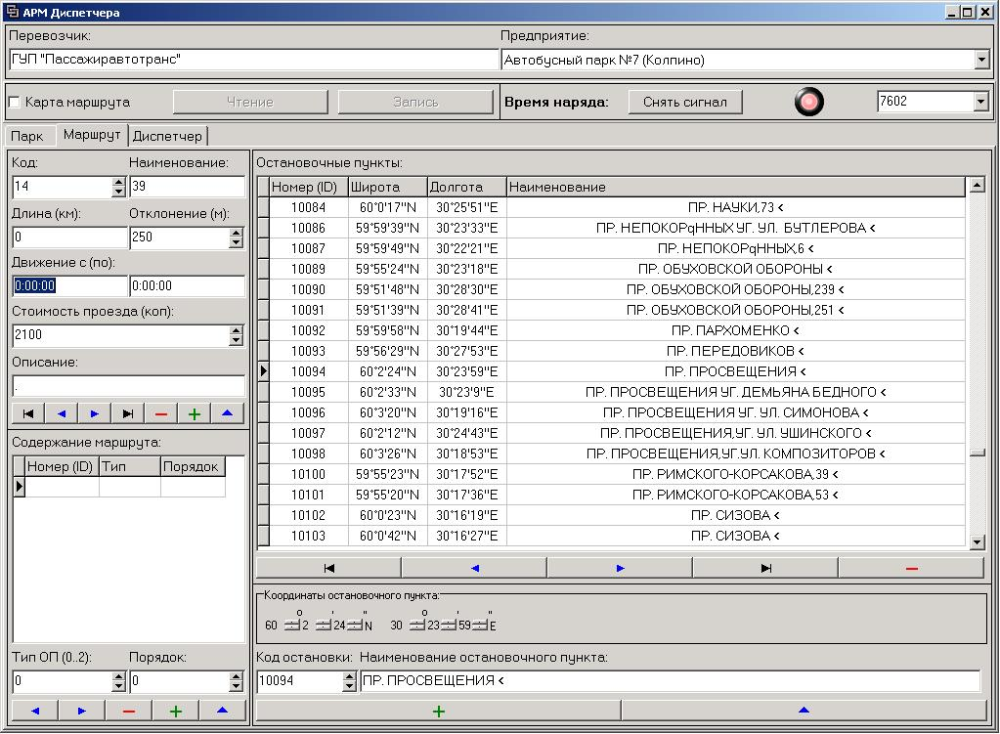 АРМ Диспетчера
Перевозчик: Предприятие:
ГУП "Пассажиравтотранс" Автобусный парк №7 (Колпино)
Карта маршрута Чтение Запись Время наряда: Снять сигнал 7602
Парк Маршрут Диспетчер
Код: Наименование:
14 39
Длина (км): Отклонение (м):
0 250
Движение с (по):
0:00:00 0:00:00
Стоимость проезда (коп):
2100
Описание:
.
Содержание маршрута:
Номер (ID) Тип Порядок
Тип ОП (0..2): Порядок:
0 0
Остановочные пункты:
Номер (ID) Широта Долгота Наименование
10084 60°0'17"N 30°25'51"E ПР. НАУКИ,73 <
10086 59°59'39"N 30°23'33"E ПР. НЕПОКОРqННЫХ УГ. УЛ. БУТЛЕРОВА <
10087 59°59'49"N 30°22'21"E ПР. НЕПОКОРqННЫХ,6 <
10089 59°55'24"N 30°23'18"E ПР. ОБУХОВСКОЙ ОБОРОНЫ <
10090 59°51'48"N 30°28'30"E ПР. ОБУХОВСКОЙ ОБОРОНЫ,239 <
10091 59°51'39"N 30°28'41"E ПР. ОБУХОВСКОЙ ОБОРОНЫ,251 <
10092 59°59'58"N 30°19'44"E ПР. ПАРХОМЕНКО <
10093 59°56'29"N 30°27'53"E ПР. ПЕРЕДОВИКОВ <
10094 60°2'24"N 30°23'59"E ПР. ПРОСВЕЩЕНИЯ <
10095 60°2'33"N 30°23'9"E ПР. ПРОСВЕЩЕНИЯ УГ. ДЕМЬЯНА БЕДНОГО <
10096 60°3'20"N 30°19'16"E ПР. ПРОСВЕЩЕНИЯ УГ. УЛ. СИМОНОВА <
10097 60°2'12"N 30°24'43"E ПР. ПРОСВЕЩЕНИЯ,УГ. УЛ. УШИНСКОГО <
10098 60°3'26"N 30°18'53"E ПР. ПРОСВЕЩЕНИЯ,УГ.УЛ. КОМПОЗИТОРОВ <
10100 59°55'23"N 30°17'52"E ПР. РИМСКОГО-КОРСАКОВА,39 <
10101 59°55'20"N 30°17'36"E ПР. РИМСКОГО-КОРСАКОВА,53 <
10102 60°0'23"N 30°16'19"E ПР. СИЗОВА <
10103 60°0'42"N 30°16'27"E ПР. СИЗОВА <
Координаты остановочного пункта:
o ' " o ' "
60 2 24 N 30 23 59 E
Код остановки: Наименование остановочного пункта:
10094 ПР. ПРОСВЕЩЕНИЯ <